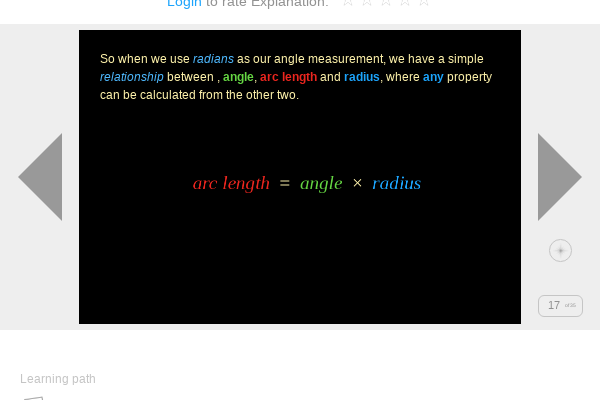 Login to rate Explanation:
So when we use radians as our angle measurement, we have a simple
relationship between , angle, arc length and radius, where any property
can be calculated from the other two.
arc length = angle × radius
17
Learning path